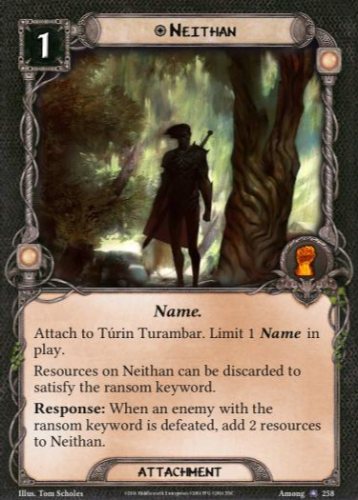 1
Neithan
Name.
Attach to Túrin Turambar. Limit 1 Name in
play.
Resources on Neithan can be discarded to
satisfy the ransom keyword.
Response: When an enemy with the
ransom keyword is defeated, add 2 resources
to Neithan.
ATTACHMENT
Illus. Tom Scholes
Among 258